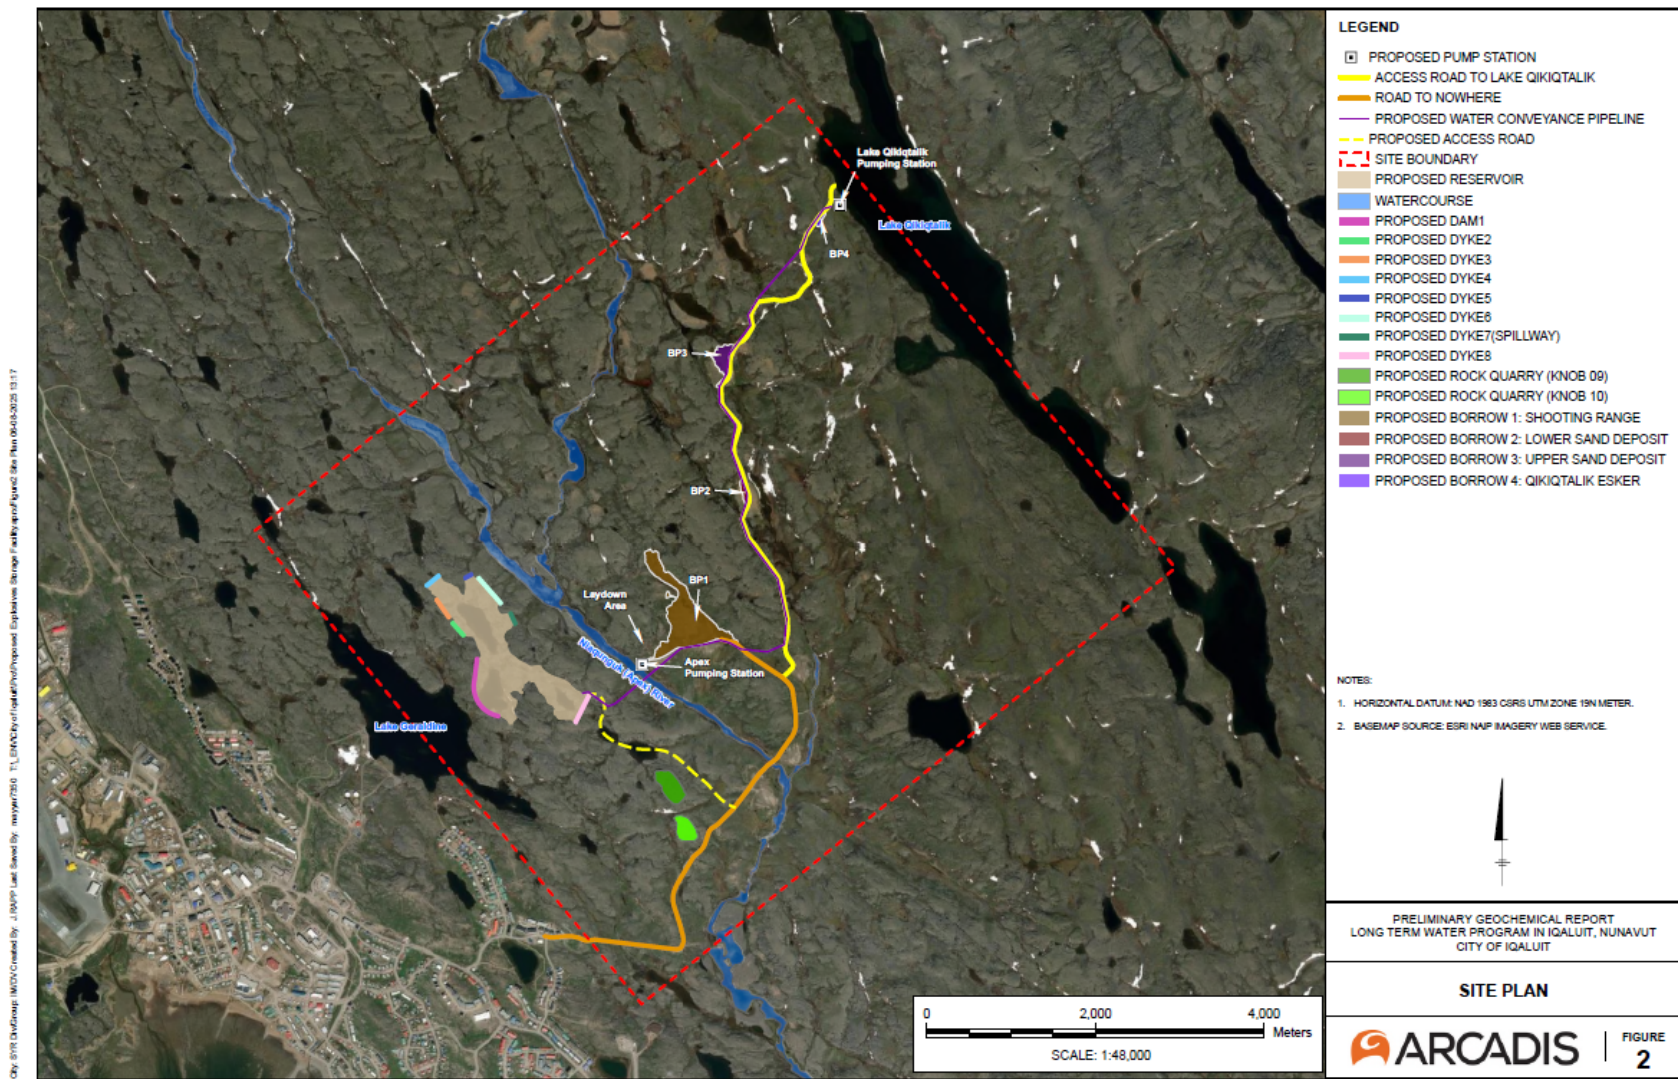 Lake Qikiqtalik
Pumping Station
Lake Qikiqtalik
BP4
BP3
BP2
BP1
Laydown
Area
Apex
Pumping Station
Niaqunguk (Apex) River
Lake Geraldine
0 2,000 4,000
Meters
SCALE: 1:48,000
LEGEND
PROPOSED PUMP STATION
ACCESS ROAD TO LAKE QIKIQTALIK
ROAD TO NOWHERE
PROPOSED WATER CONVEYANCE PIPELINE
PROPOSED ACCESS ROAD
SITE BOUNDARY
PROPOSED RESERVOIR
WATERCOURSE
PROPOSED DAM1
PROPOSED DYKE2
PROPOSED DYKE3
PROPOSED DYKE4
PROPOSED DYKE5
PROPOSED DYKE6
PROPOSED DYKE7(SPILLWAY)
PROPOSED DYKE8
PROPOSED ROCK QUARRY (KNOB 09)
PROPOSED ROCK QUARRY (KNOB 10)
PROPOSED BORROW 1: SHOOTING RANGE
PROPOSED BORROW 2: LOWER SAND DEPOSIT
PROPOSED BORROW 3: UPPER SAND DEPOSIT
PROPOSED BORROW 4: QIKIQTALIK ESKER
NOTES:
1. HORIZONTAL DATUM: NAD 1983 CSRS UTM ZONE 19N METER.
2. BASEMAP SOURCE: ESRI NAIP IMAGERY WEB SERVICE.
PRELIMINARY GEOCHEMICAL REPORT
LONG TERM WATER PROGRAM IN IQALUIT, NUNAVUT
CITY OF IQALUIT
SITE PLAN
ARCADIS
FIGURE
2